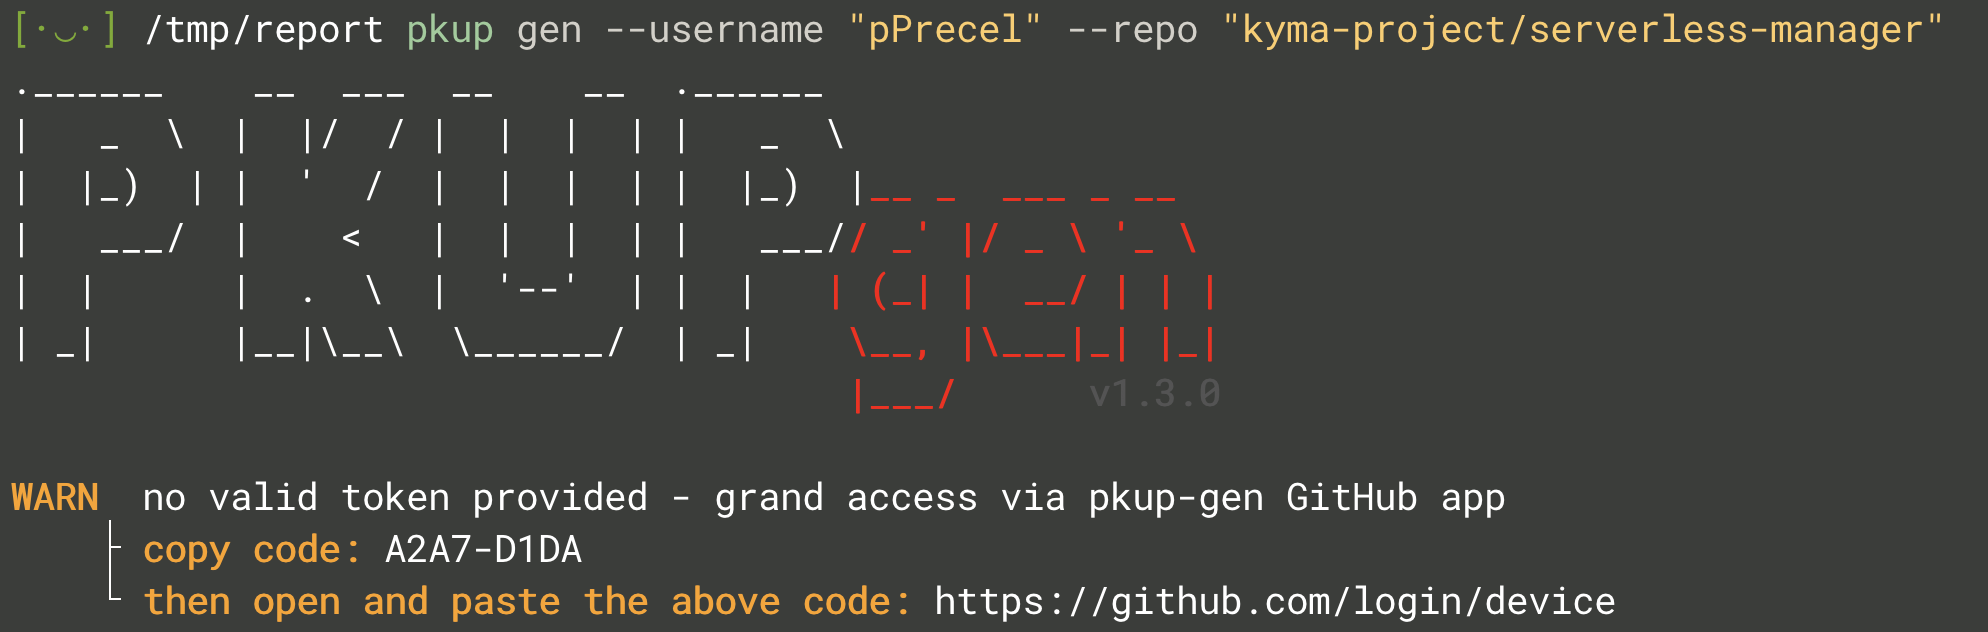 [·◡·] /tmp/report pkup gen --username "pPrecel" --repo "kyma-project/serverless-manager"
PKUP gen
v1.3.0
WARN no valid token provided - grand access via pkup-gen GitHub app
copy code: A2A7-D1DA
then open and paste the above code: https://github.com/login/device